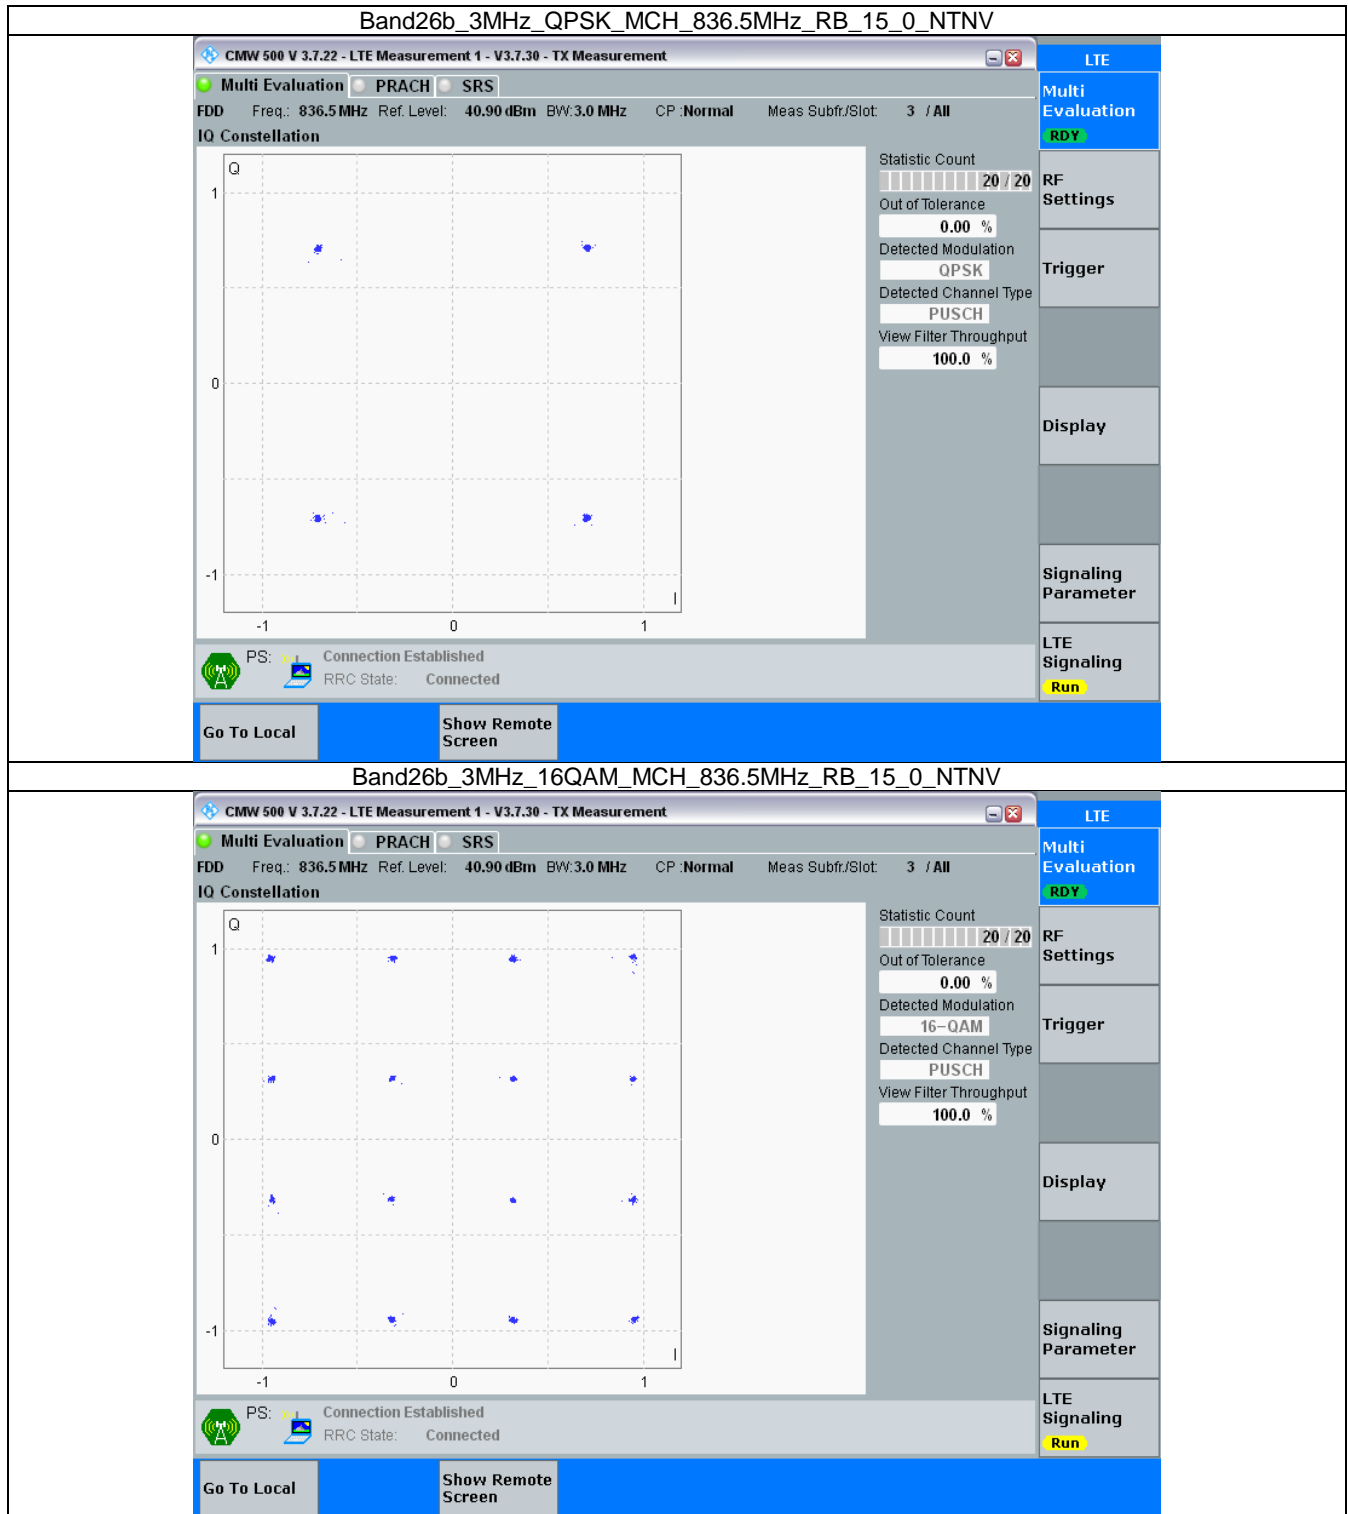 Band26b_3MHz_QPSK_MCH_836.5MHz_RB_15_0_NTNV
CMW 500 V 3.7.22 - LTE Measurement 1 - V3.7.30 - TX Measurement
LTE
Multi Evaluation PRACH SRS
Multi
Evaluation
RDY
FDD Freq.: 836.5 MHz Ref. Level: 40.90 dBm BW: 3.0 MHz CP :Normal Meas Subfr./Slot: 3 / All
IQ Constellation
Q
1
0
-1
I
-1 0 1
Statistic Count
20 / 20
Out of Tolerance
0.00 %
Detected Modulation
QPSK
Detected Channel Type
PUSCH
View Filter Throughput
100.0 %
RF
Settings
Trigger
Display
Signaling
Parameter
LTE
Signaling
Run
PS: Connection Established
RRC State: Connected
Go To Local
Show Remote
Screen
Band26b_3MHz_16QAM_MCH_836.5MHz_RB_15_0_NTNV
CMW 500 V 3.7.22 - LTE Measurement 1 - V3.7.30 - TX Measurement
LTE
Multi Evaluation PRACH SRS
Multi
Evaluation
RDY
FDD Freq.: 836.5 MHz Ref. Level: 40.90 dBm BW: 3.0 MHz CP :Normal Meas Subfr./Slot: 3 / All
IQ Constellation
Q
1
0
-1
I
-1 0 1
Statistic Count
20 / 20
Out of Tolerance
0.00 %
Detected Modulation
16-QAM
Detected Channel Type
PUSCH
View Filter Throughput
100.0 %
RF
Settings
Trigger
Display
Signaling
Parameter
LTE
Signaling
Run
PS: Connection Established
RRC State: Connected
Go To Local
Show Remote
Screen